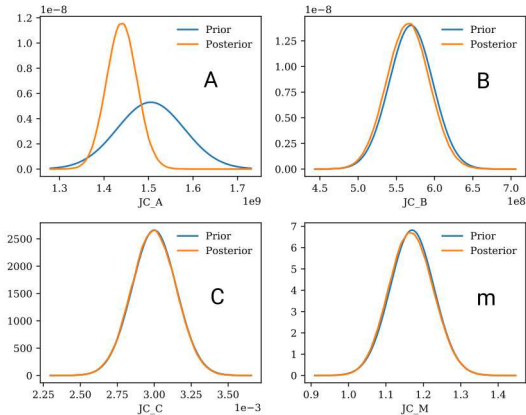 1.2 1e-8
Prior
Posterior
1.0
0.8
A
0.6
0.4
0.2
0.0
1.3 1.4 1.5 1.6 1.7
JC_A 1e9
1e-8
Prior
Posterior
1.25
1.00
B
0.75
0.50
0.25
0.00
4.5 5.0 5.5 6.0 6.5 7.0
JC_B 1e8
Prior
Posterior
2500
2000
C
1500
1000
500
0
2.25 2.50 2.75 3.00 3.25 3.50
JC_C 1e-3
7
Prior
Posterior
6
5
m
4
3
2
1
0
0.9 1.0 1.1 1.2 1.3 1.4
JC_M